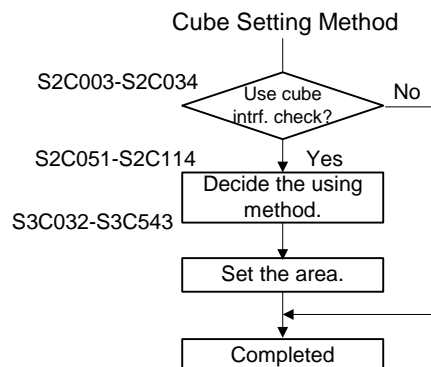 Cube Setting Method
S2C003-S2C034
Use cube
intrf. check?
No
S2C051-S2C114
Yes
Decide the using
method.
S3C032-S3C543
Set the area.
Completed